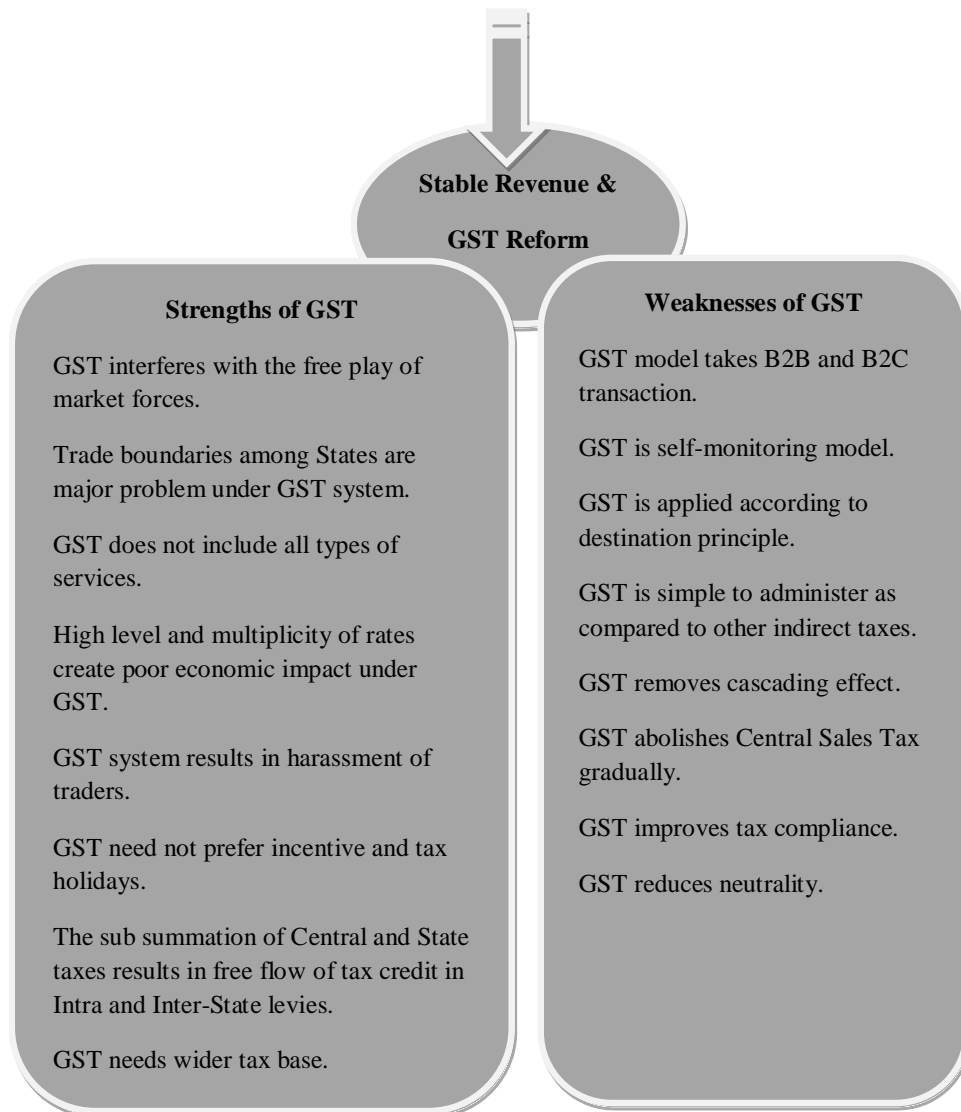 Stable Revenue &
GST Reform
Strengths of GST
GST interferes with the free play of
market forces.
Trade boundaries among States are
major problem under GST system.
GST does not include all types of
services.
High level and multiplicity of rates
create poor economic impact under
GST.
GST system results in harassment of
traders.
GST need not prefer incentive and tax
holidays.
The sub summation of Central and State
taxes results in free flow of tax credit in
Intra and Inter-State levies.
GST needs wider tax base.
Weaknesses of GST
GST model takes B2B and B2C
transaction.
GST is self-monitoring model.
GST is applied according to
destination principle.
GST is simple to administer as
compared to other indirect taxes.
GST removes cascading effect.
GST abolishes Central Sales Tax
gradually.
GST improves tax compliance.
GST reduces neutrality.